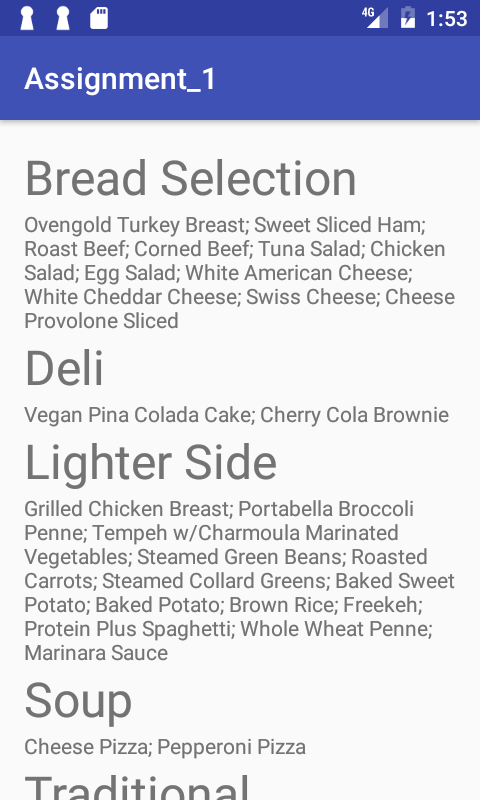 4G 1:53
Assignment_1
Bread Selection
Ovengold Turkey Breast; Sweet Sliced Ham;
Roast Beef; Corned Beef; Tuna Salad; Chicken
Salad; Egg Salad; White American Cheese;
White Cheddar Cheese; Swiss Cheese; Cheese
Provolone Sliced
Deli
Vegan Pina Colada Cake; Cherry Cola Brownie
Lighter Side
Grilled Chicken Breast; Portabella Broccoli
Penne; Tempeh w/Charmoula Marinated
Vegetables; Steamed Green Beans; Roasted
Carrots; Steamed Collard Greens; Baked Sweet
Potato; Baked Potato; Brown Rice; Freekeh;
Protein Plus Spaghetti; Whole Wheat Penne;
Marinara Sauce
Soup
Cheese Pizza; Pepperoni Pizza
Traditional